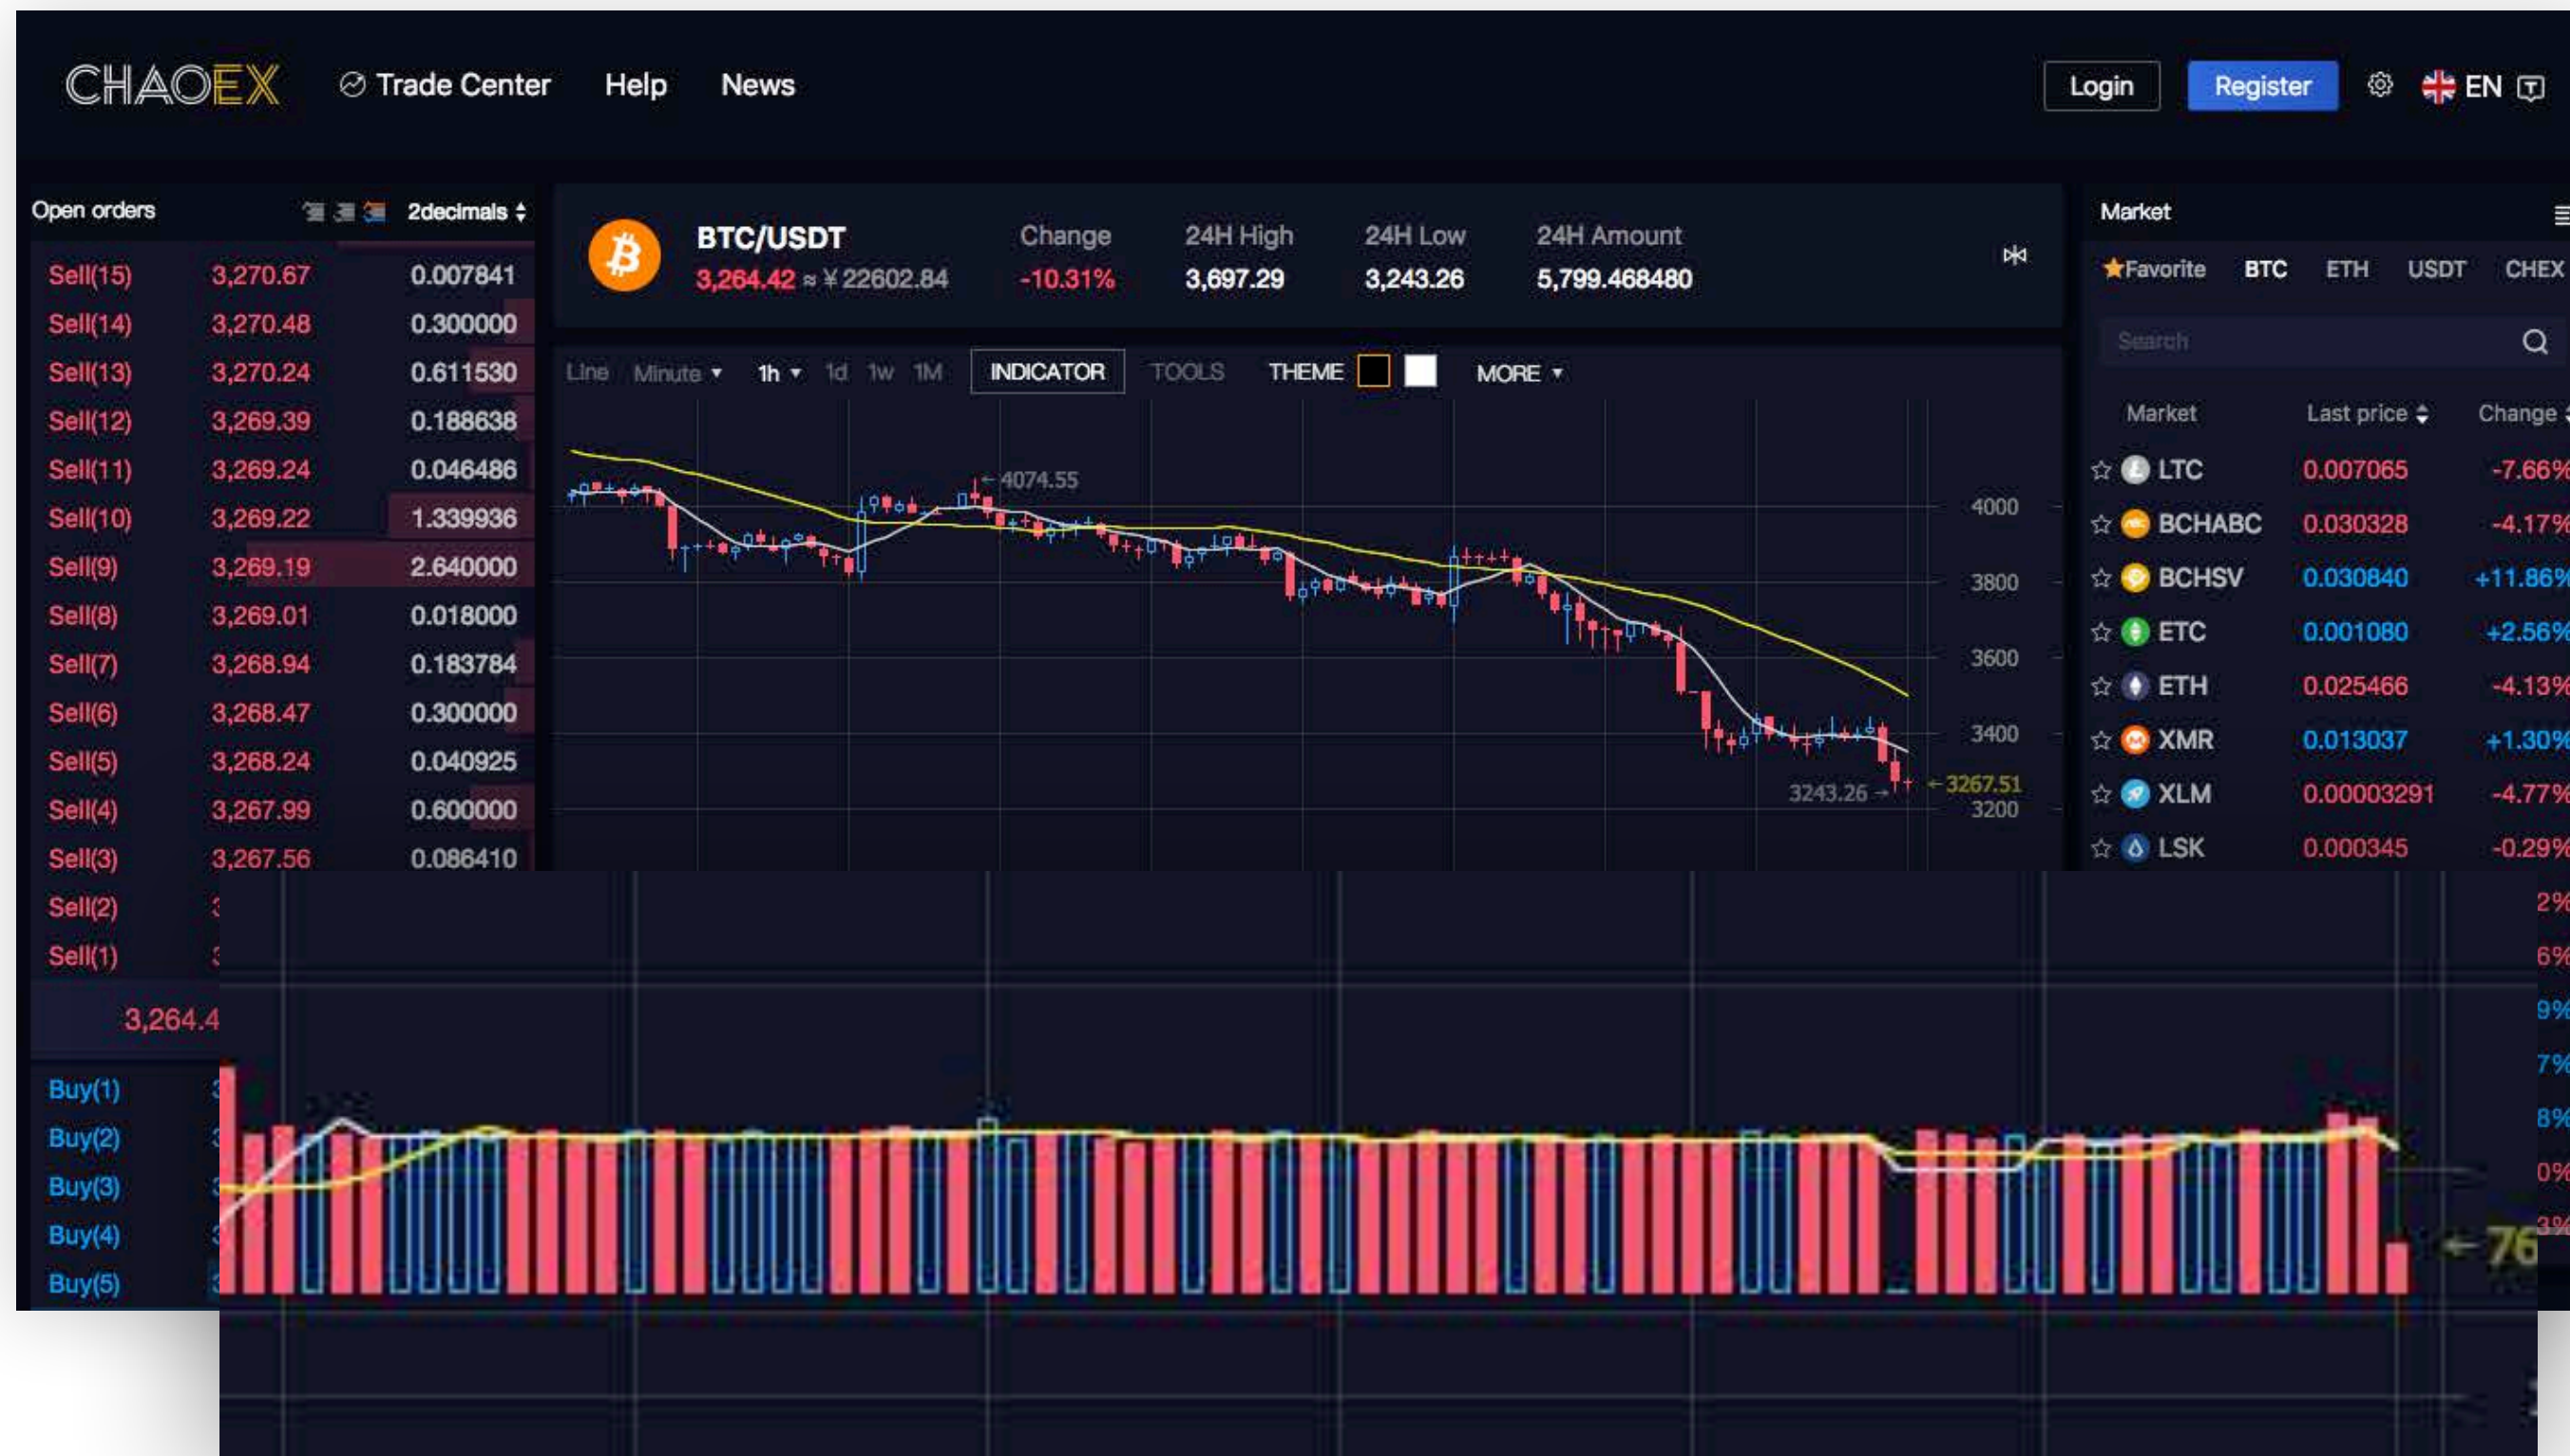 CHAOEX Trade Center Help News Login Register EN
Open orders 2decimals
Sell(15) 3,270.67 0.007841
Sell(14) 3,270.48 0.300000
Sell(13) 3,270.24 0.611530
Sell(12) 3,269.39 0.188638
Sell(11) 3,269.24 0.046486
Sell(10) 3,269.22 1.339936
Sell(9) 3,269.19 2.640000
Sell(8) 3,269.01 0.018000
Sell(7) 3,268.94 0.183784
Sell(6) 3,268.47 0.300000
Sell(5) 3,268.24 0.040925
Sell(4) 3,267.99 0.600000
Sell(3) 3,267.56 0.086410
Sell(2)
Sell(1)
3,264.4
Buy(1)
Buy(2)
Buy(3)
Buy(4)
Buy(5)
BTC/USDT Change 24H High 24H Low 24H Amount
3,264.42 ≈ ¥ 22602.84 -10.31% 3,697.29 3,243.26 5,799.468480
Line Minute ▼ 1h ▼ 1d 1w 1M INDICATOR TOOLS THEME MORE ▼
←4074.55
4000
3800
3600
3400
3243.26→ ←3267.51
3200
←76
Market
Favorite BTC ETH USDT CHEX
Search
Market Last price Change
LTC 0.007065 -7.66%
BCHABC 0.030328 -4.17%
BCHSV 0.030840 +11.86%
ETC 0.001080 +2.56%
ETH 0.025466 -4.13%
XMR 0.013037 +1.30%
XLM 0.00003291 -4.77%
LSK 0.000345 -0.29%
2%
6%
9%
7%
8%
0%
3%